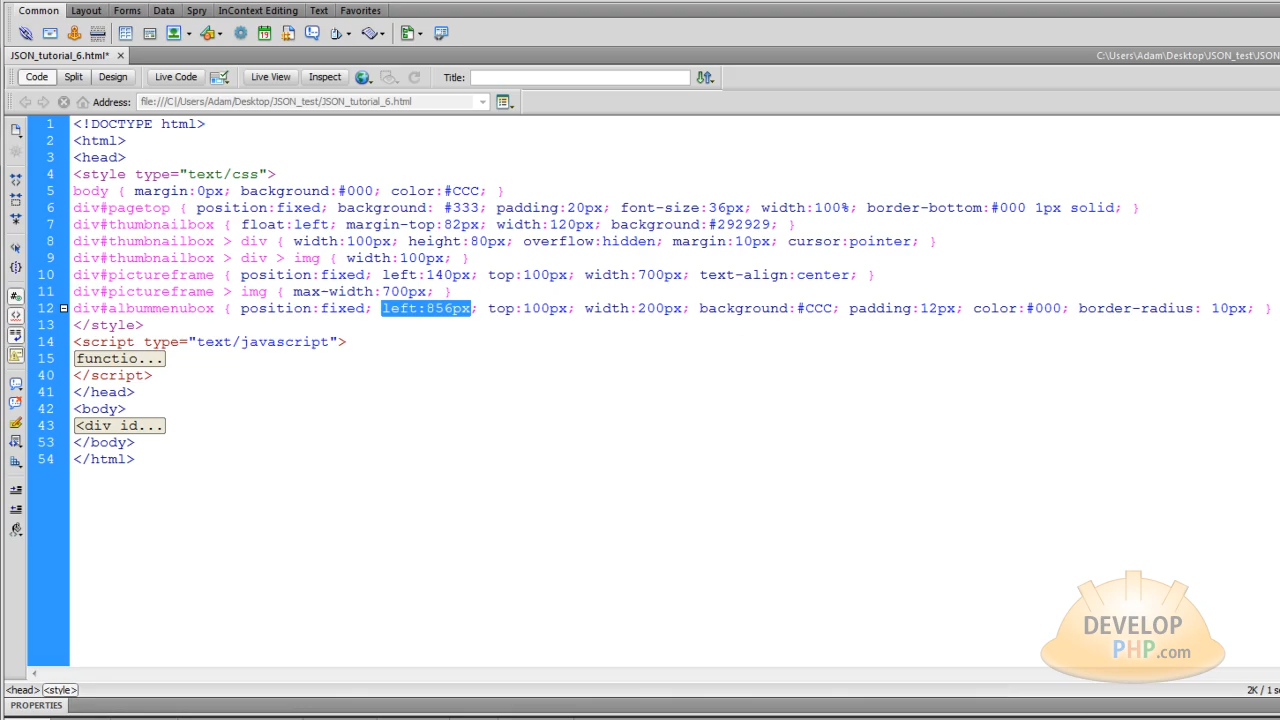 Common Layout Forms Data Spry InContext Editing Text Favorites
JSON_tutorial_6.html* ×
C:\Users\Adam\Desktop\JSON_test\JSON
Code Split Design Live Code Live View Inspect Title:
Address: file:///C|/Users/Adam/Desktop/JSON_test/JSON_tutorial_6.html
1 <!DOCTYPE html>
2 <html>
3 <head>
4 <style type="text/css">
5 body { margin:0px; background:#000; color:#CCC; }
6 div#pagetop { position:fixed; background: #333; padding:20px; font-size:36px; width:100%; border-bottom:#000 1px solid; }
7 div#thumbnailbox { float:left; margin-top:82px; width:120px; background:#292929; }
8 div#thumbnailbox > div { width:100px; height:80px; overflow:hidden; margin:10px; cursor:pointer; }
9 div#thumbnailbox > div > img { width:100px; }
10 div#pictureframe { position:fixed; left:140px; top:100px; width:700px; text-align:center; }
11 div#pictureframe > img { max-width:700px; }
12 div#albummenubox { position:fixed; left:856px; top:100px; width:200px; background:#CCC; padding:12px; color:#000; border-radius: 10px; }
13 </style>
14 <script type="text/javascript">
15 functio...
40 </script>
41 </head>
42 <body>
43 <div id...
53 </body>
54 </html>
DEVELOP
PHP.com
<head> <style>
2K / 1 s
PROPERTIES